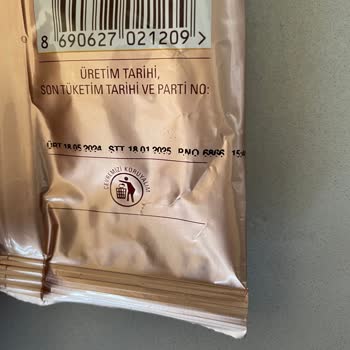 8 690627 021209 >
ÜRETİM TARİHİ,
SON TÜKETİM TARİHİ VE PARTİ NO:
ÜRT 18.05.2024 STT 18.01.2025 P.NO 6866
ÇEVREMİZİ KORUYALIM